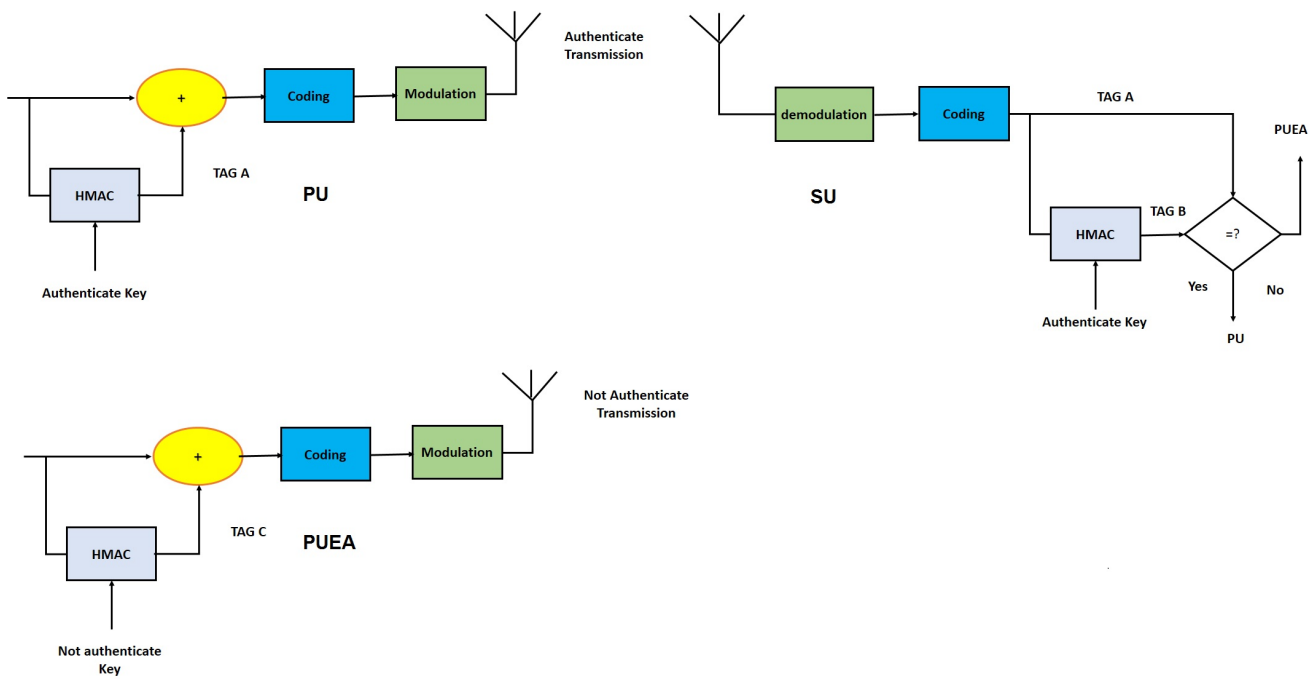 Authenticate
Transmission
+
Coding
Modulation
TAG A
HMAC
PU
Authenticate Key
demodulation
Coding
TAG A
PUEA
SU
TAG B
HMAC
=?
Yes
No
Authenticate Key
PU
Not Authenticate
Transmission
+
Coding
Modulation
TAG C
HMAC
PUEA
Not authenticate
Key